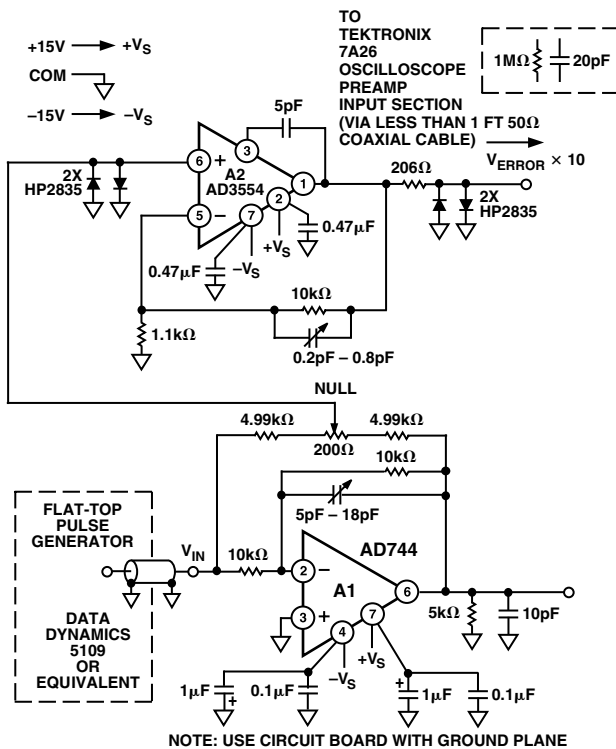 +15V +VS
COM
–15V –VS
TO
TEKTRONIX
7A26
OSCILLOSCOPE
PREAMP
INPUT SECTION
(VIA LESS THAN 1 FT 50Ω
COAXIAL CABLE)
1MΩ 20pF
VERROR × 10
5pF
2X
HP2835
6 + 3
A2
AD3554
1
5 – 2
7
206Ω
2X
HP2835
0.47µF
+VS
0.47µF –VS
10kΩ
1.1kΩ
0.2pF – 0.8pF
NULL
4.99kΩ 4.99kΩ
200Ω
10kΩ
5pF – 18pF
FLAT-TOP
PULSE
GENERATOR
VIN
10kΩ
AD744
2 –
A1
6
3 +
7
4
DATA
DYNAMICS
5109
OR
EQUIVALENT
5kΩ 10pF
+VS
–VS
1µF + 0.1µF + 1µF 0.1µF
NOTE: USE CIRCUIT BOARD WITH GROUND PLANE